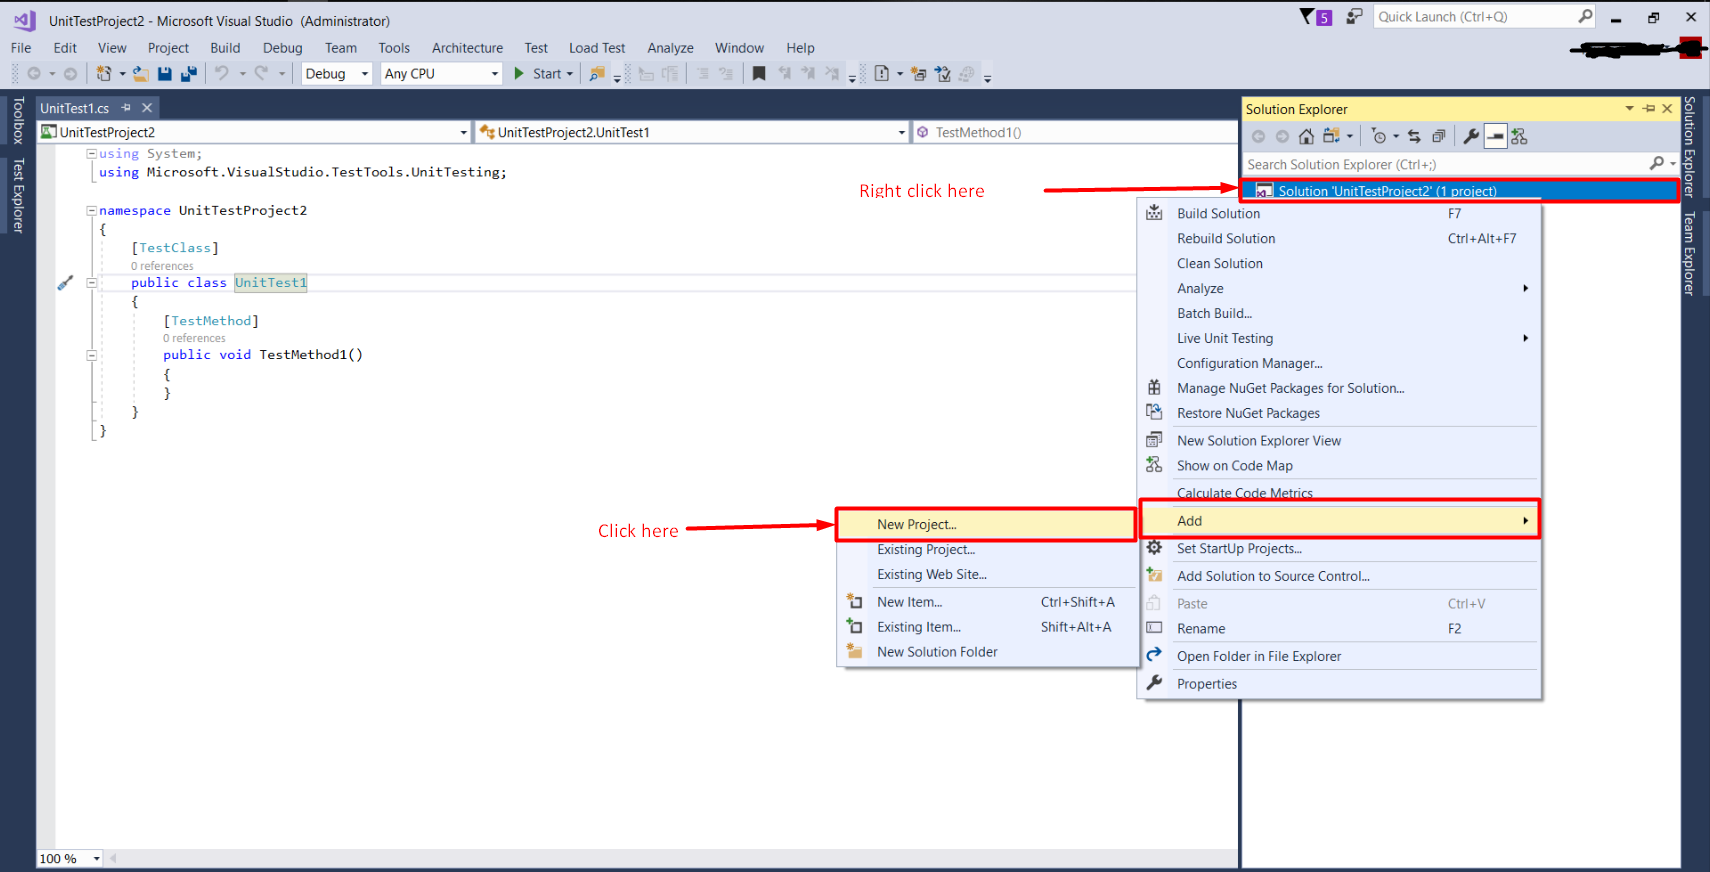 UnitTestProject2 - Microsoft Visual Studio (Administrator)
5
Quick Launch (Ctrl+Q)
File Edit View Project Build Debug Team Tools Architecture Test Load Test Analyze Window Help
Debug Any CPU Start
Toolbox
Test Explorer
UnitTest1.cs
UnitTestProject2
UnitTestProject2.UnitTest1
TestMethod1()
using System;
using Microsoft.VisualStudio.TestTools.UnitTesting;
namespace UnitTestProject2
{
[TestClass]
0 references
public class UnitTest1
{
[TestMethod]
0 references
public void TestMethod1()
{
}
}
}
100 %
Right click here
Click here
Solution Explorer
Search Solution Explorer (Ctrl+;)
Solution 'UnitTestProject2' (1 project)
Build Solution F7
Rebuild Solution Ctrl+Alt+F7
Clean Solution
Analyze
Batch Build...
Live Unit Testing
Configuration Manager...
Manage NuGet Packages for Solution...
Restore NuGet Packages
New Solution Explorer View
Show on Code Map
Calculate Code Metrics
Add
Set StartUp Projects...
Add Solution to Source Control...
Paste Ctrl+V
Rename F2
Open Folder in File Explorer
Properties
New Project...
Existing Project...
Existing Web Site...
New Item... Ctrl+Shift+A
Existing Item... Shift+Alt+A
New Solution Folder
Solution Explorer
Team Explorer